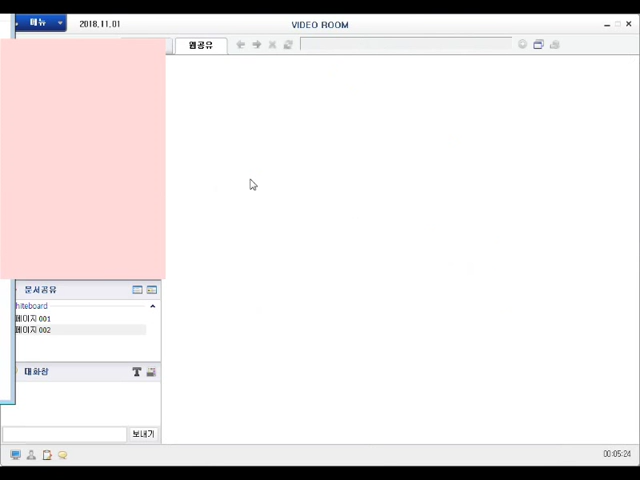 메뉴
2018.11.01
VIDEO ROOM
웹공유
문서공유
hiteboard
페이지 001
페이지 002
대화창
보내기
00:05:24